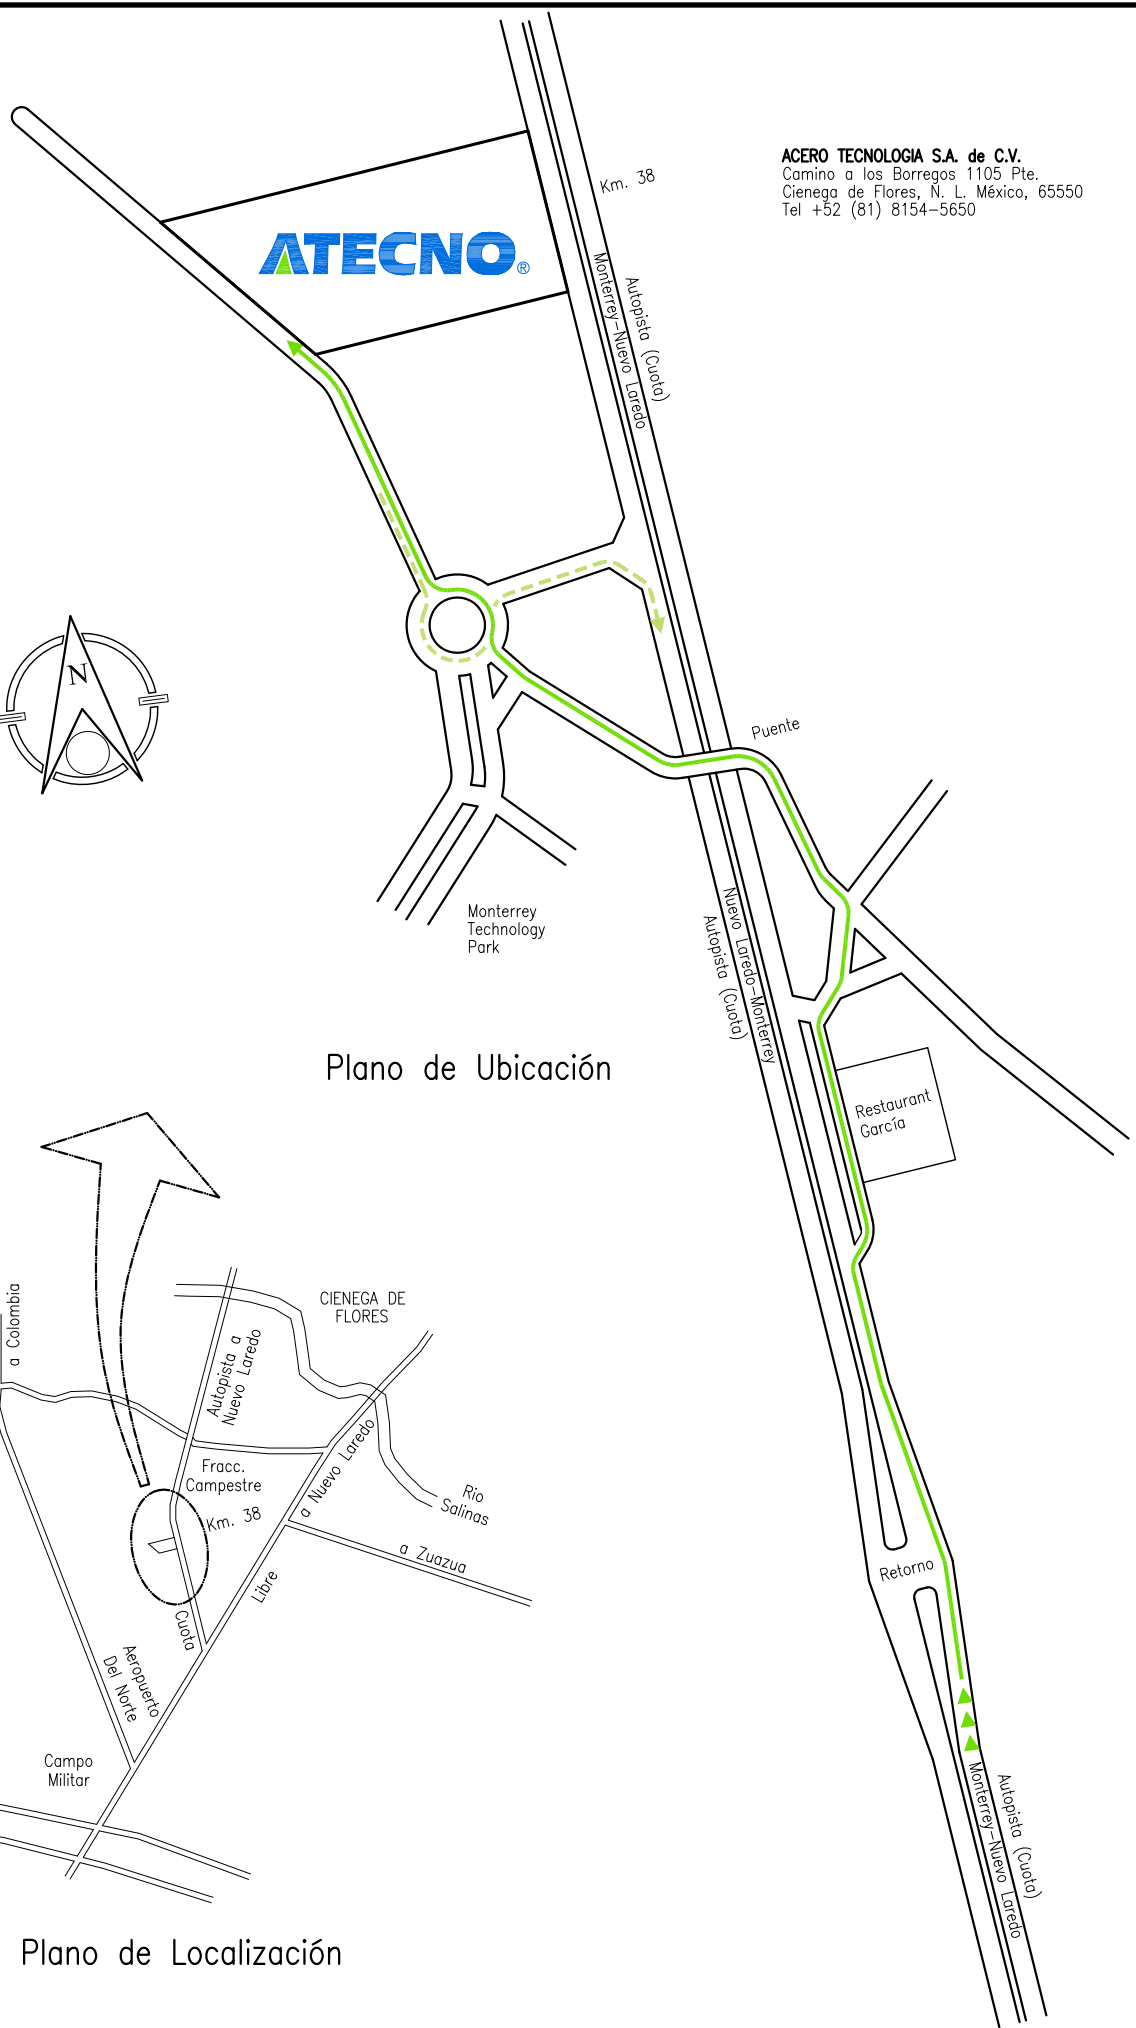 ACERO TECNOLOGIA S.A. de C.V.
Camino a los Borregos 1105 Pte.
Cienega de Flores, N. L. México, 65550
Tel +52 (81) 8154-5650
Km. 38
ATECNO®
Autopista (Cuota)
Monterrey-Nuevo Laredo
N
Puente
Monterrey
Technology
Park
Nuevo Laredo-Monterrey
Autopista (Cuota)
Plano de Ubicación
Restaurant
García
Retorno
Autopista (Cuota)
Monterrey-Nuevo Laredo
a Colombia
CIENEGA DE
FLORES
Autopista a
Nuevo Laredo
a Nuevo Laredo
Fracc.
Campestre
Km. 38
Rio
Salinas
a Zuazua
Libre
Cuota
Aeropuerto
Del Norte
Campo
Militar
Plano de Localización